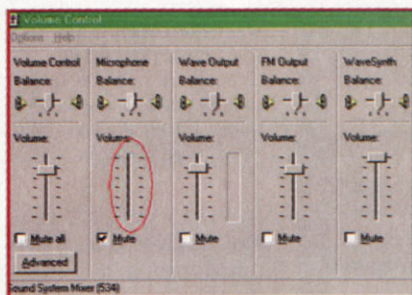 Volume Control
Options Help
Volume Control Microphone Wave Output FM Output WaveSynth
Balance: Balance: Balance: Balance: Balance:
Volume: Volume: Volume: Volume: Volume:
Mute all Mute Mute Mute Mute
Advanced
Sound System Mixer (534)